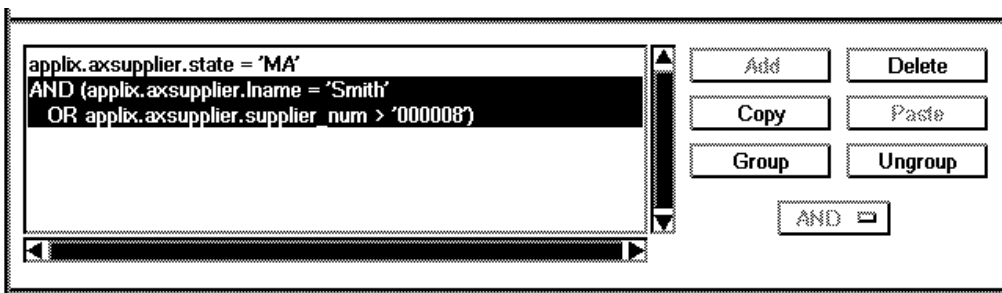 applix.axsupplier.state = 'MA'
AND (applix.axsupplier.lname = 'Smith'
OR applix.axsupplier.supplier_num > '000008')
Add
Delete
Copy
Paste
Group
Ungroup
AND